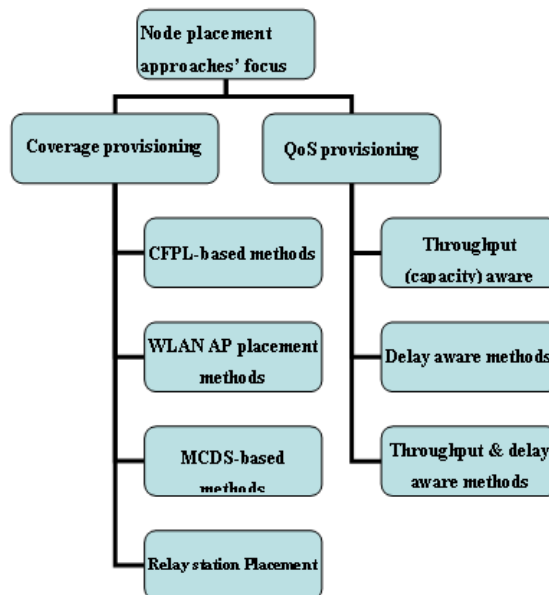 Node placement
approaches' focus
Coverage provisioning
QoS provisioning
CFPL-based methods
WLAN AP placement
methods
MCDS-based
methods
Relay station Placement
Throughput
(capacity) aware
Delay aware methods
Throughput & delay
aware methods